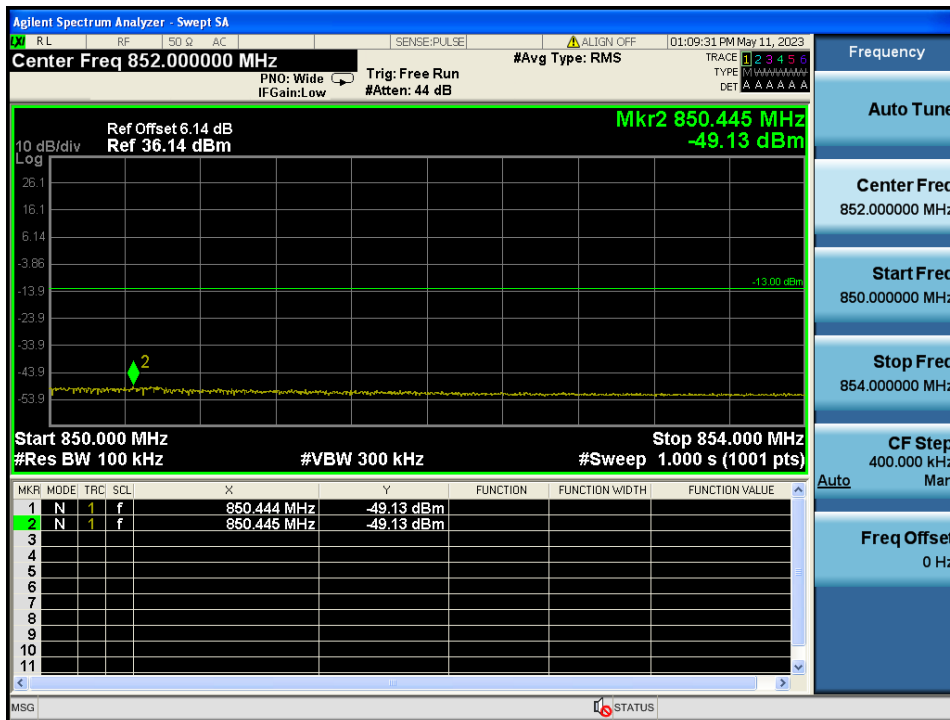 Agilent Spectrum Analyzer - Swept SA
LXI RL RF 50 Ω AC SENSE:PULSE ALIGN OFF 01:09:31 PM May 11, 2023
Center Freq 852.000000 MHz
PNO: Wide
IFGain:Low
Trig: Free Run
#Atten: 44 dB
#Avg Type: RMS
TRACE 1 2 3 4 5 6
TYPE M
DET A A A A A A
Mkr2 850.445 MHz
-49.13 dBm
Ref Offset 6.14 dB
10 dB/div Ref 36.14 dBm
Log
26.1
16.1
6.14
-3.86
-13.9
-23.9
-33.9
-43.9
-53.9
-13.00 dBm
2
Start 850.000 MHz Stop 854.000 MHz
#Res BW 100 kHz #VBW 300 kHz #Sweep 1.000 s (1001 pts)
MKR MODE TRC SCL X Y FUNCTION FUNCTION WIDTH FUNCTION VALUE
1 N 1 f 850.444 MHz -49.13 dBm
2 N 1 f 850.445 MHz -49.13 dBm
3
4
5
6
7
8
9
10
11
MSG STATUS
Frequency
Auto Tune
Center Freq
852.000000 MHz
Start Freq
850.000000 MHz
Stop Freq
854.000000 MHz
CF Step
400.000 kHz
Auto Man
Freq Offset
0 Hz